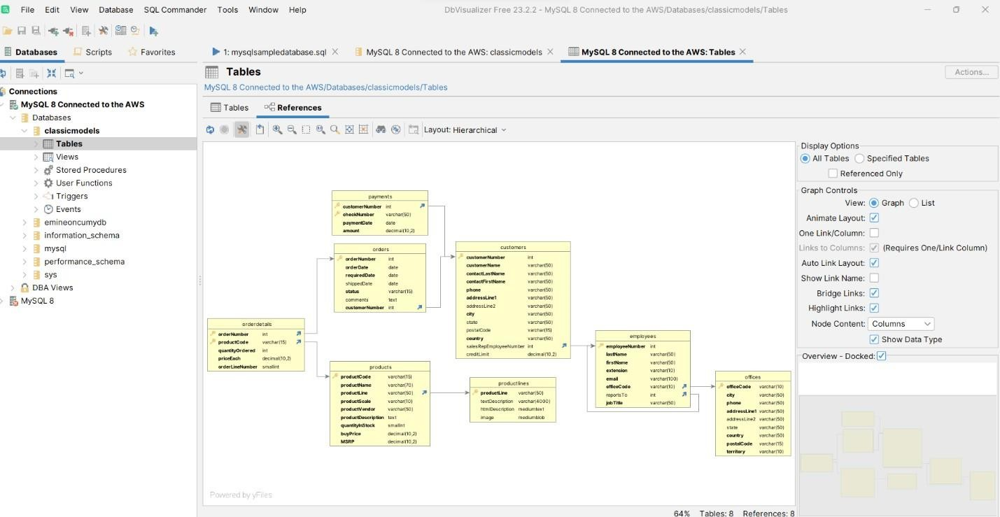 File Edit View Database SQL Commander Tools Window Help
DbVisualizer Free 23.2.2 - MySQL 8 Connected to the AWS/Databases/classicmodels/Tables
Databases Scripts Favorites
1: mysqlsampledatabase.sql MySQL 8 Connected to the AWS: classicmodels MySQL 8 Connected to the AWS: Tables
Connections
MySQL 8 Connected to the AWS
Databases
classicmodels
Tables
Views
Stored Procedures
User Functions
Triggers
Events
emineoncumydb
information_schema
mysql
performance_schema
sys
DBA Views
MySQL 8
Tables
Actions...
MySQL 8 Connected to the AWS/Databases/classicmodels/Tables
Tables References
Layout: Hierarchical
payments
customerNumber int
checkNumber varchar(50)
paymentDate date
amount decimal(10,2)
orders
orderNumber int
orderDate date
requiredDate date
shippedDate date
status varchar(15)
comments text
customerNumber int
customers
customerNumber int
customerName varchar(50)
contactLastName varchar(50)
contactFirstName varchar(50)
phone varchar(50)
addressLine1 varchar(50)
addressLine2 varchar(50)
city varchar(50)
state varchar(50)
postalCode varchar(15)
country varchar(50)
salesRepEmployeeNumber int
creditLimit decimal(10,2)
orderdetails
orderNumber int
productCode varchar(15)
quantityOrdered int
priceEach decimal(10,2)
orderLineNumber smallint
products
productCode varchar(15)
productName varchar(70)
productLine varchar(50)
productScale varchar(10)
productVendor varchar(50)
productDescription text
quantityInStock smallint
buyPrice decimal(10,2)
MSRP decimal(10,2)
productlines
productLine varchar(50)
textDescription varchar(4000)
htmlDescription mediumtext
image mediumblob
employees
employeeNumber int
lastName varchar(50)
firstName varchar(50)
extension varchar(10)
email varchar(100)
officeCode varchar(10)
reportsTo int
jobTitle varchar(50)
offices
officeCode varchar(10)
city varchar(50)
phone varchar(50)
addressLine1 varchar(50)
addressLine2 varchar(50)
state varchar(50)
country varchar(50)
postalCode varchar(15)
territory varchar(10)
Powered by yFiles
Display Options
All Tables Specified Tables
Referenced Only
Graph Controls
View: Graph List
Animate Layout:
One Link/Column:
Links to Columns: (Requires One/Link Column)
Auto Link Layout:
Show Link Name:
Bridge Links:
Highlight Links:
Node Content: Columns
Show Data Type
Overview - Docked:
64% Tables: 8 References: 8